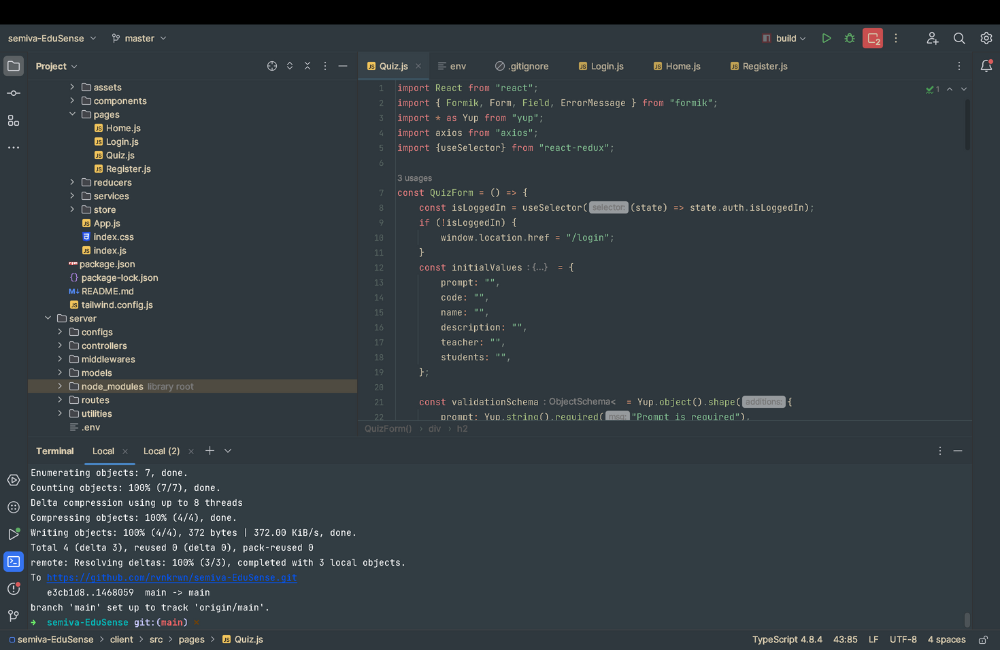 semiva-EduSense master build 2
Project
Quiz.js env .gitignore Login.js Home.js Register.js
assets
components
pages
Home.js
Login.js
Quiz.js
Register.js
reducers
services
store
App.js
index.css
index.js
package.json
package-lock.json
README.md
tailwind.config.js
server
configs
controllers
middlewares
models
node_modules library root
routes
utilities
.env
1
1 import React from "react";
2 import { Formik, Form, Field, ErrorMessage } from "formik";
3 import * as Yup from "yup";
4 import axios from "axios";
5 import {useSelector} from "react-redux";
6
3 usages
7 const QuizForm = () => {
8 const isLoggedIn = useSelector( selector: (state) => state.auth.isLoggedIn);
9 if (!isLoggedIn) {
10 window.location.href = "/login";
11 }
12 const initialValues : {...} = {
13 prompt: "",
14 code: "",
15 name: "",
16 description: "",
17 teacher: "",
18 students: "",
19 };
20
21 const validationSchema : ObjectSchema< = Yup.object().shape( additions: {
22 prompt: Yup.string().required( msg: "Prompt is required"),
QuizForm() › div › h2
Terminal Local × Local (2) ×
Enumerating objects: 7, done.
Counting objects: 100% (7/7), done.
Delta compression using up to 8 threads
Compressing objects: 100% (4/4), done.
Writing objects: 100% (4/4), 372 bytes | 372.00 KiB/s, done.
Total 4 (delta 3), reused 0 (delta 0), pack-reused 0
remote: Resolving deltas: 100% (3/3), completed with 3 local objects.
To https://github.com/rvnkrwn/semiva-EduSense.git
e3cb1d8..1468059 main -> main
branch 'main' set up to track 'origin/main'.
➜ semiva-EduSense git:(main) ✗
semiva-EduSense > client > src > pages > Quiz.js TypeScript 4.8.4 43:85 LF UTF-8 4 spaces